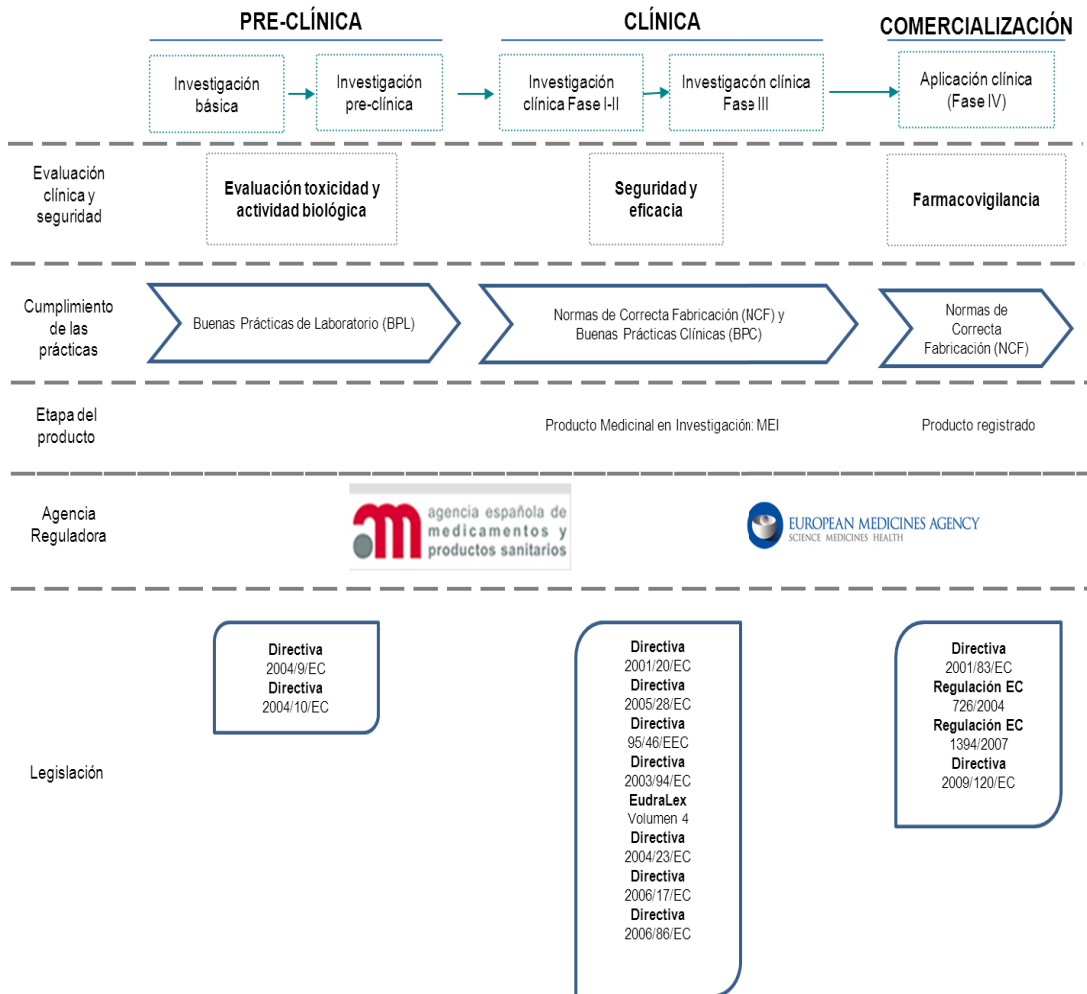 PRE-CLÍNICA
CLÍNICA
COMERCIALIZACIÓN
Investigación
básica
Investigación
pre-clínica
Investigación
clínica Fase I-II
Investigacón clínica
Fase III
Aplicación clínica
(Fase IV)
Evaluación
clínica y
seguridad
Evaluación toxicidad y
actividad biológica
Seguridad y
eficacia
Farmacovigilancia
Cumplimiento
de las
prácticas
Buenas Prácticas de Laboratorio (BPL)
Normas de Correcta Fabricación (NCF) y
Buenas Prácticas Clínicas (BPC)
Normas de
Correcta
Fabricación (NCF)
Etapa del
producto
Producto Medicinal en Investigación: MEI
Producto registrado
Agencia
Reguladora
am
agencia española de
medicamentos y
productos sanitarios
EUROPEAN MEDICINES AGENCY
SCIENCE MEDICINES HEALTH
Legislación
Directiva
2004/9/EC
Directiva
2004/10/EC
Directiva
2001/20/EC
Directiva
2005/28/EC
Directiva
95/46/EEC
Directiva
2003/94/EC
EudraLex
Volumen 4
Directiva
2004/23/EC
Directiva
2006/17/EC
Directiva
2006/86/EC
Directiva
2001/83/EC
Regulación EC
726/2004
Regulación EC
1394/2007
Directiva
2009/120/EC